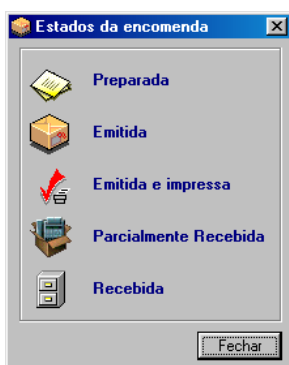 Estados da encomenda
Preparada
Emitida
Emitida e impressa
Parcialmente Recebida
Recebida
Fechar